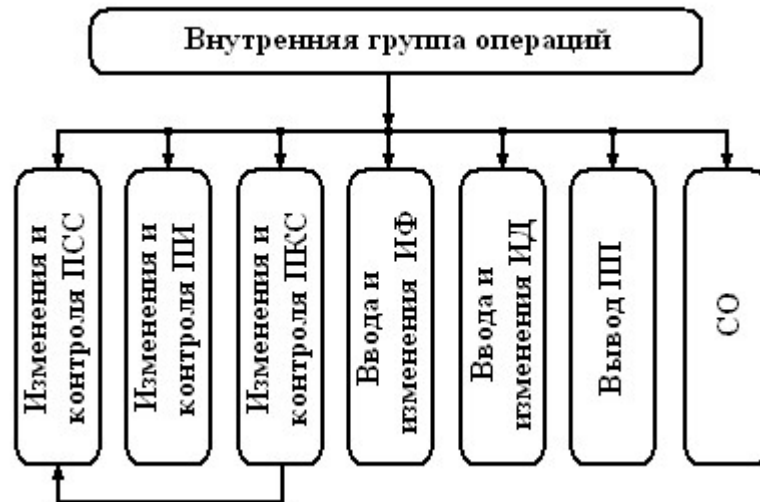 Внутренняя группа операций
Изменения и
контроля ПСС
Изменения и
контроля ПИ
Изменения и
контроля ПКС
Ввода и
изменения ИФ
Ввода и
изменения ИД
Вывод ПП
СО